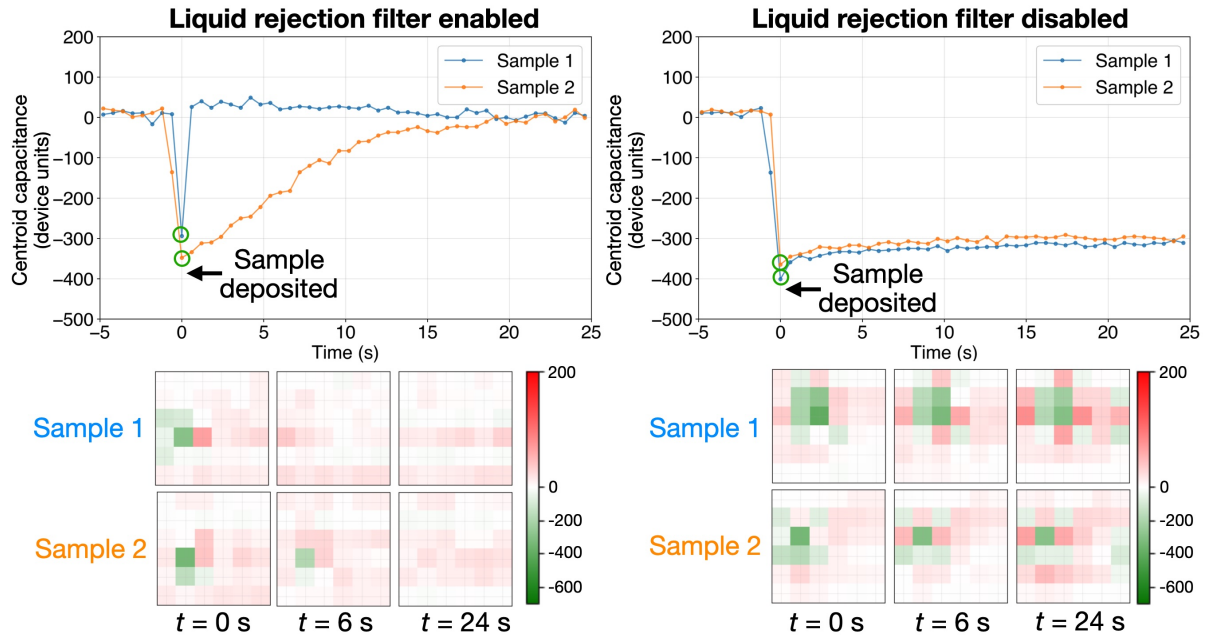 Liquid rejection filter enabled
200
100
0
−100
−200
−300
−400
−500
Centroid capacitance
(device units)
Sample 1
Sample 2
Sample
deposited
−5
0
5
10
15
20
25
Time (s)
Liquid rejection filter disabled
200
100
0
−100
−200
−300
−400
−500
Centroid capacitance
(device units)
Sample 1
Sample 2
Sample
deposited
−5
0
5
10
15
20
25
Time (s)
Sample 1
Sample 2
200
0
-200
-400
-600
t = 0 s
t = 6 s
t = 24 s
Sample 1
Sample 2
200
0
-200
-400
-600
t = 0 s
t = 6 s
t = 24 s